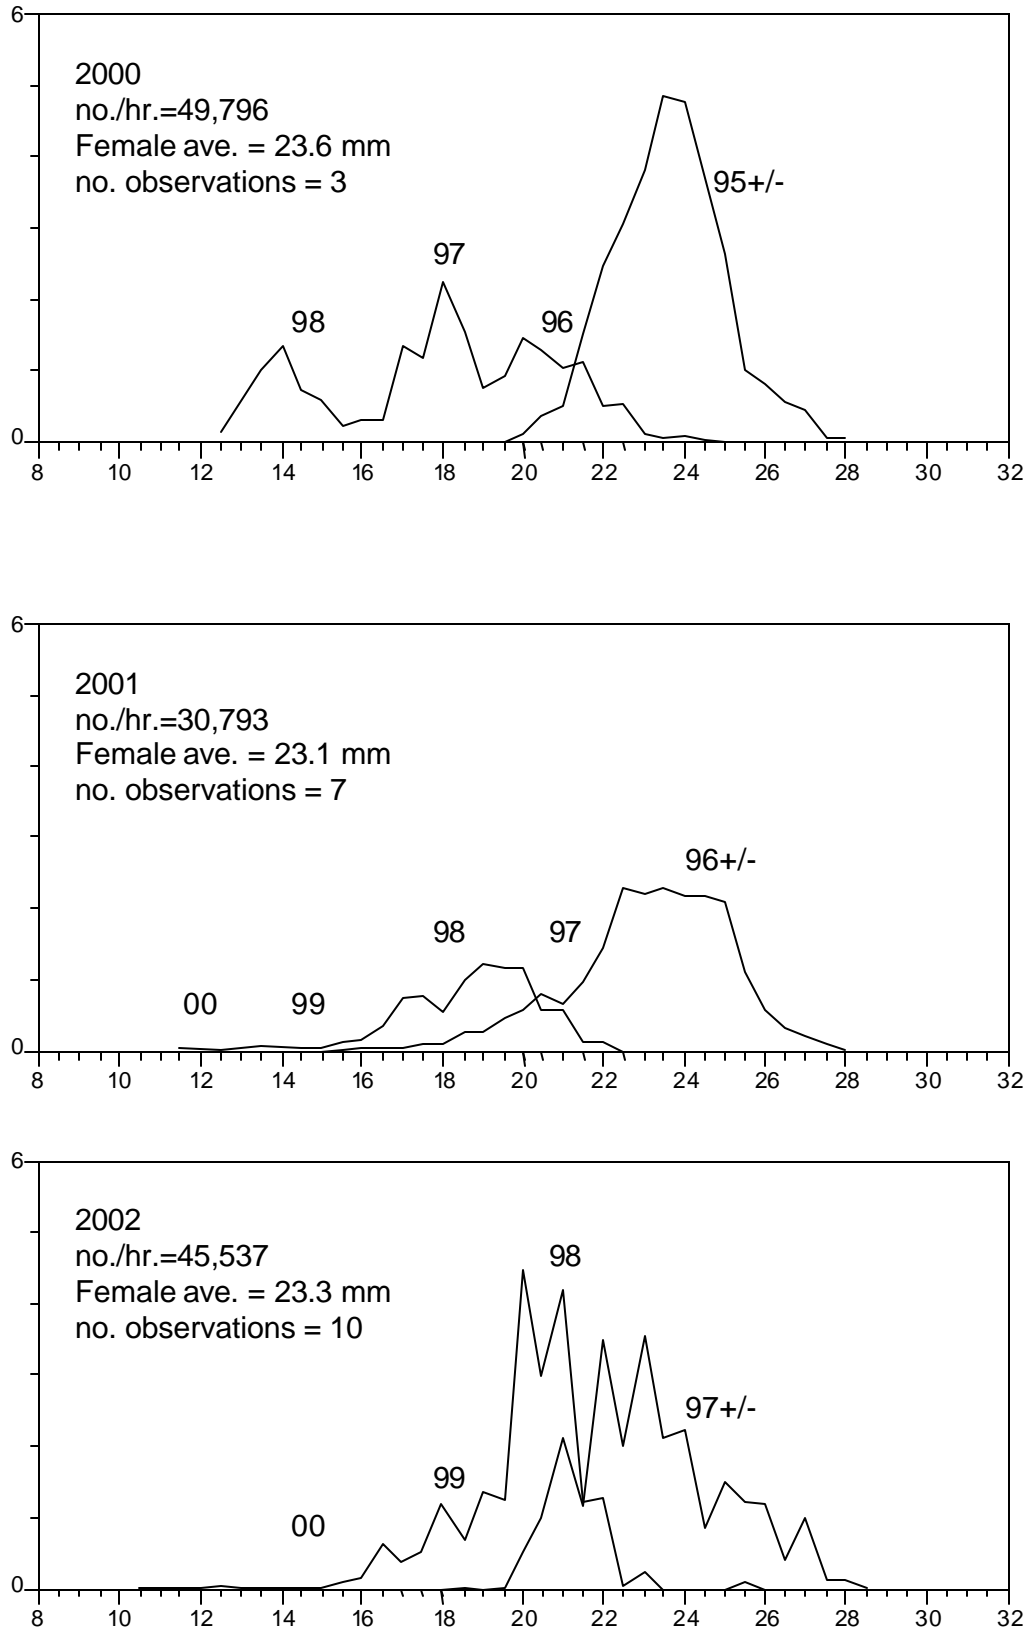 6
2000
no./hr.=49,796
Female ave. = 23.6 mm
no. observations = 3
95+/-
97
98
96
0
8 10 12 14 16 18 20 22 24 26 28 30 32
6
2001
no./hr.=30,793
Female ave. = 23.1 mm
no. observations = 7
96+/-
98 97
00 99
0
8 10 12 14 16 18 20 22 24 26 28 30 32
6
2002
no./hr.=45,537
98
Female ave. = 23.3 mm
no. observations = 10
97+/-
99
00
0
8 10 12 14 16 18 20 22 24 26 28 30 32